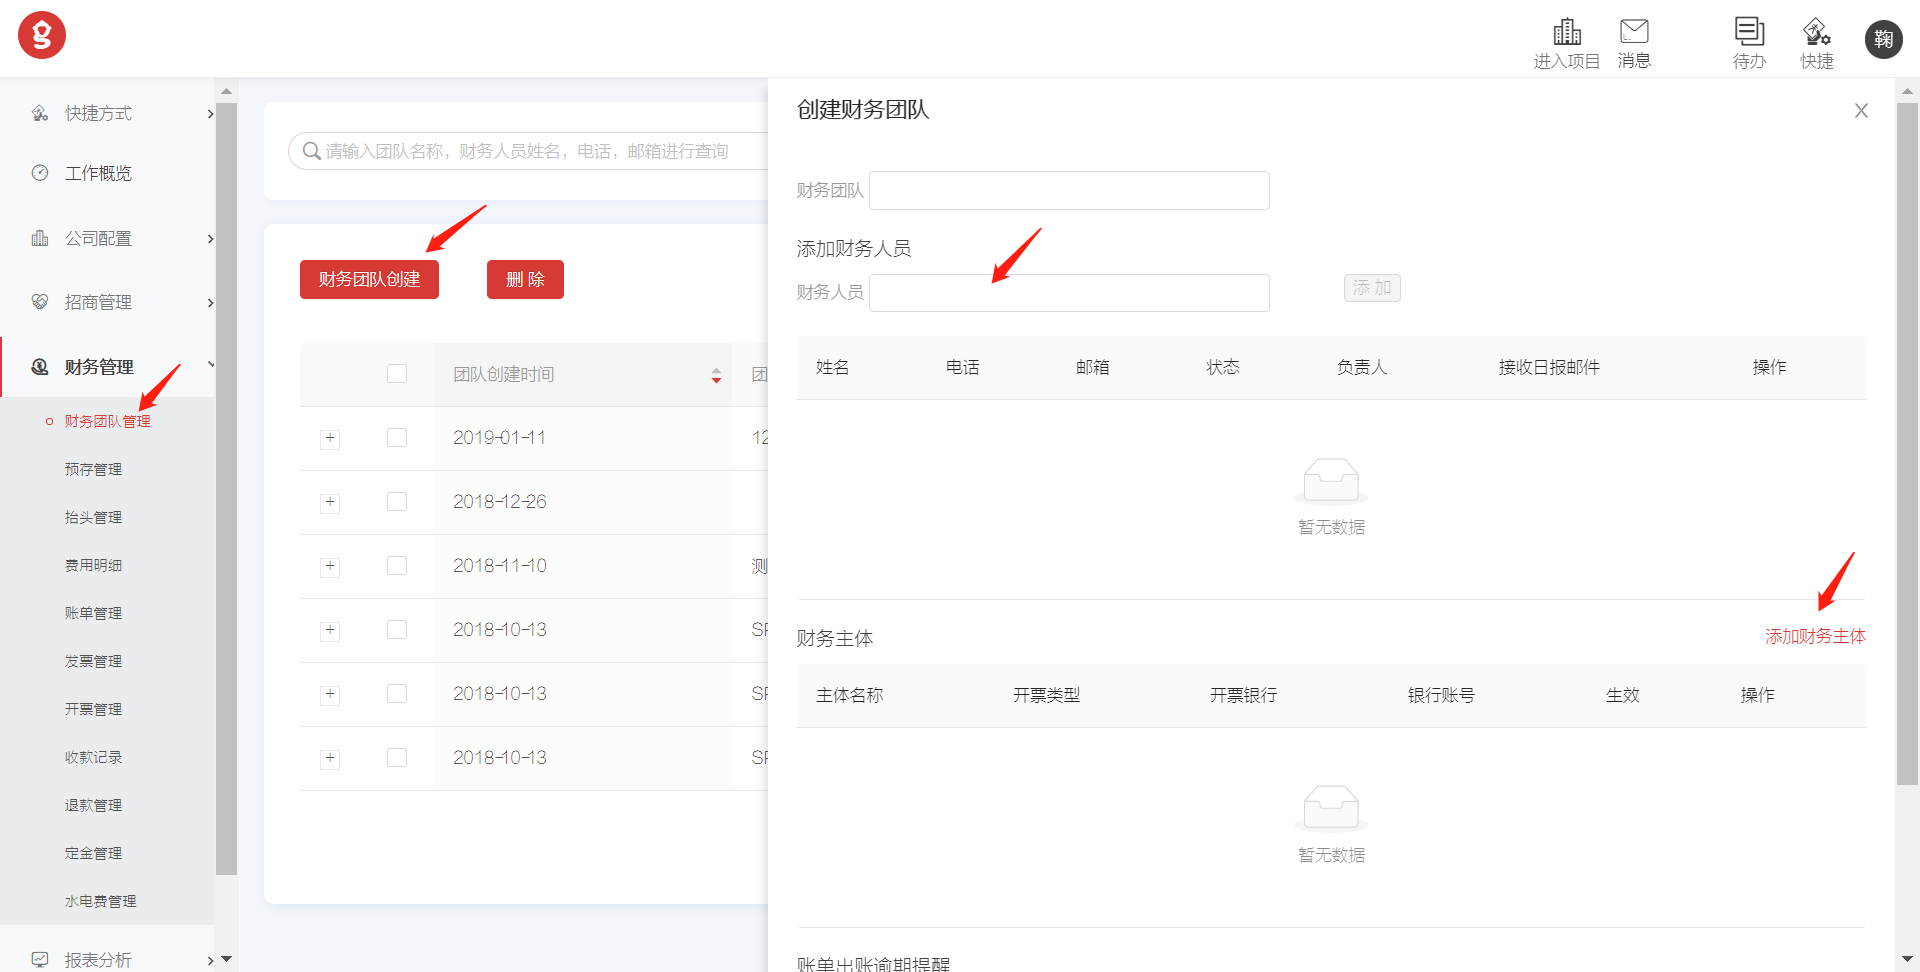 g
进入项目
消息
待办
快捷
鞠
快捷方式
工作概览
公司配置
招商管理
财务管理
财务团队管理
预存管理
抬头管理
费用明细
账单管理
发票管理
开票管理
收款记录
退款管理
定金管理
水电费管理
报表分析
请输入团队名称，财务人员姓名，电话，邮箱进行查询
财务团队创建
删 除
团队创建时间
团
2019-01-11
12
2018-12-26
2018-11-10
测
2018-10-13
SP
2018-10-13
SP
2018-10-13
SP
创建财务团队
X
财务团队
添加财务人员
财务人员
添 加
姓名
电话
邮箱
状态
负责人
接收日报邮件
操作
暂无数据
财务主体
添加财务主体
主体名称
开票类型
开票银行
银行账号
生效
操作
暂无数据
账单出账逾期提醒